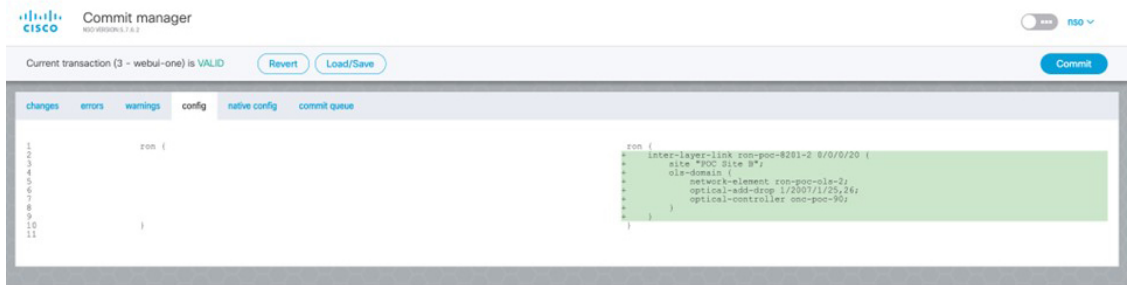 CISCO
Commit manager
NSO VERSION 5.7.6.2
nso
Current transaction (3 - webui-one) is VALID
Revert
Load/Save
Commit
changes errors warnings config native config commit queue
1 ron { ron {
2 + inter-layer-link ron-poc-8201-2 0/0/0/20 {
3 + site "POC Site B";
4 + ols-domain {
5 + network-element ron-poc-ols-2;
6 + optical-add-drop 1/2007/1/25,26;
7 + optical-controller onc-poc-90;
8 + }
9 + }
10 } }
11